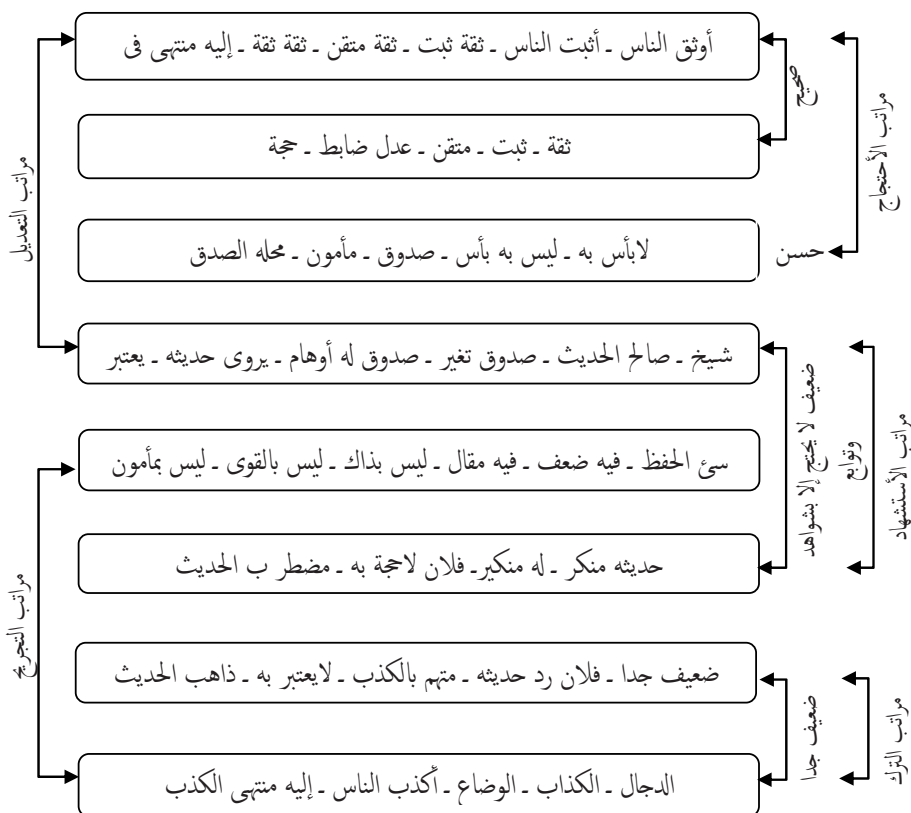 أوثق الناس ـ أثبت الناس ـ ثقة ثبت ـ ثقة متقن ـ ثقة ثقة ـ إليه منتهى فى
ثقة ـ ثبت ـ متقن ـ عدل ضابط ـ حجة
صحيح
مراتب الأحتجاج
مراتب التعديل
حسن
لابأس به ـ ليس به بأس ـ صدوق ـ مأمون ـ محله الصدق
شيخ ـ صالح الحديث ـ صدوق تغير ـ صدوق له أوهام ـ يروى حديثه ـ يعتبر
سئ الحفظ ـ فيه ضعف ـ فيه مقال ـ ليس بذاك ـ ليس بالقوى ـ ليس بمأمون
حديثه منكر ـ له منكير ـ فلان لاحجة به ـ مضطر ب الحديث
ضعيف لا يحتج إلا بشواهد
وتوابع
مراتب الأستشهاد
مراتب التجريح
ضعيف جدا ـ فلان رد حديثه ـ متهم بالكذب ـ لايعتبر به ـ ذاهب الحديث
الدجال ـ الكذاب ـ الوضاع ـ أكذب الناس ـ إليه منتهى الكذب
ضعيف جدا
مراتب الترك